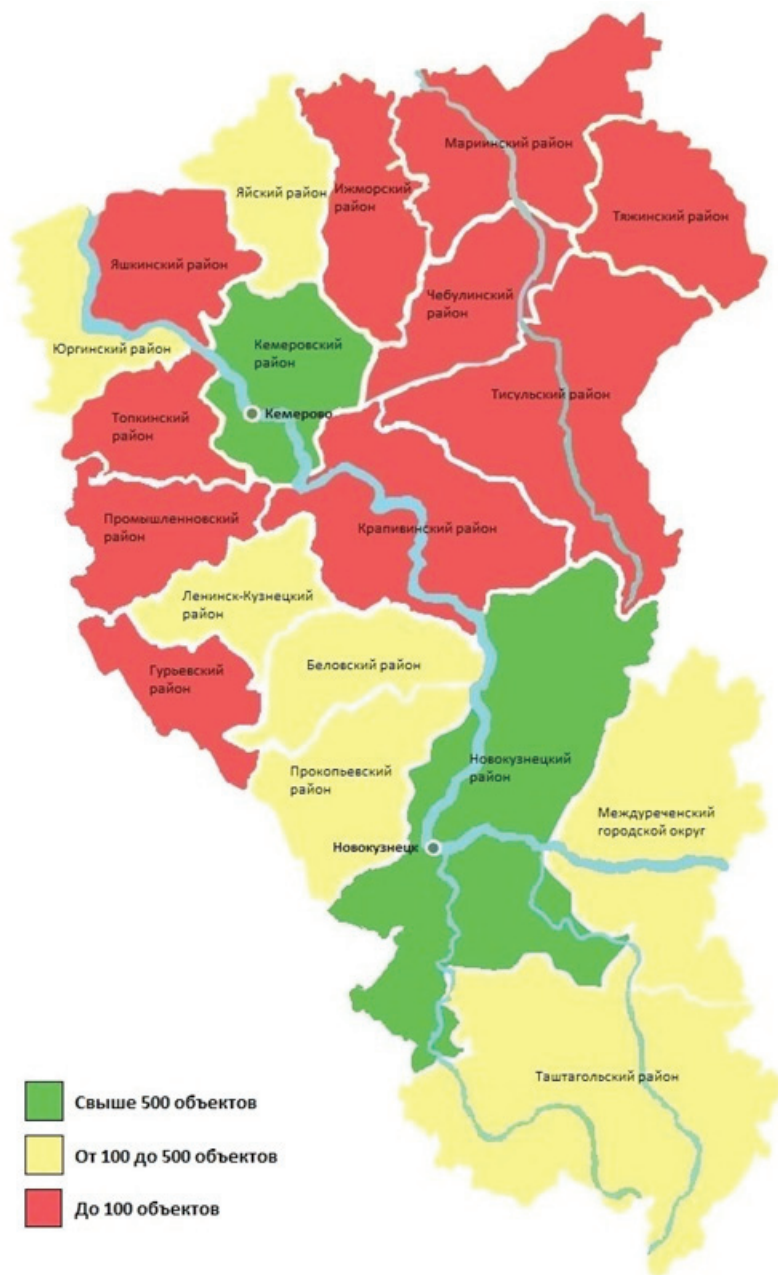 Мариинский район
Яйский район
Ижморский
район
Тяжинский район
Яшкинский район
Чебулинский
район
Кемеровский
район
Юргинский район
Тисульский район
Топкинский
район
Кемерово
Промышленновский
район
Крапивинский район
Ленинск-Кузнецкий
район
Беловский район
Гурьевский
район
Новокузнецкий
район
Прокопьевский
район
Междуреченский
городской округ
Новокузнецк
Таштагольский район
Свыше 500 объектов
От 100 до 500 объектов
До 100 объектов